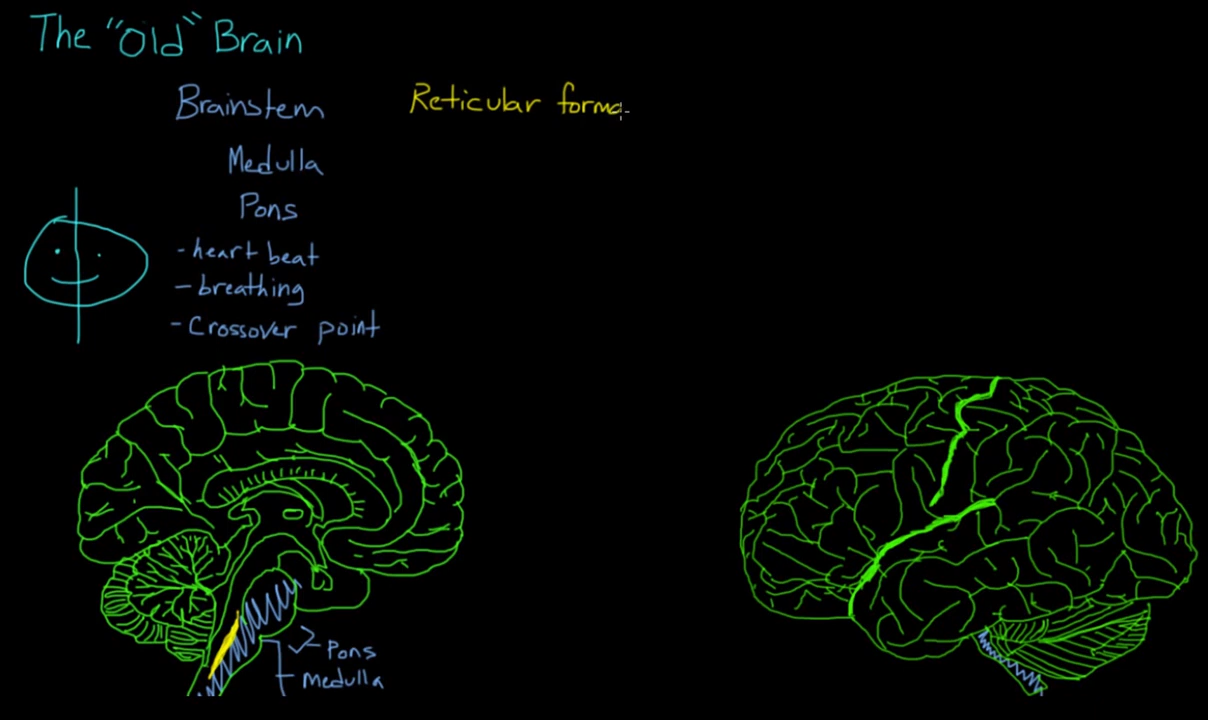 The "Old" Brain
Brainstem
Reticular forma
Medulla
Pons
- heart beat
- breathing
- Crossover point
Pons
Medulla